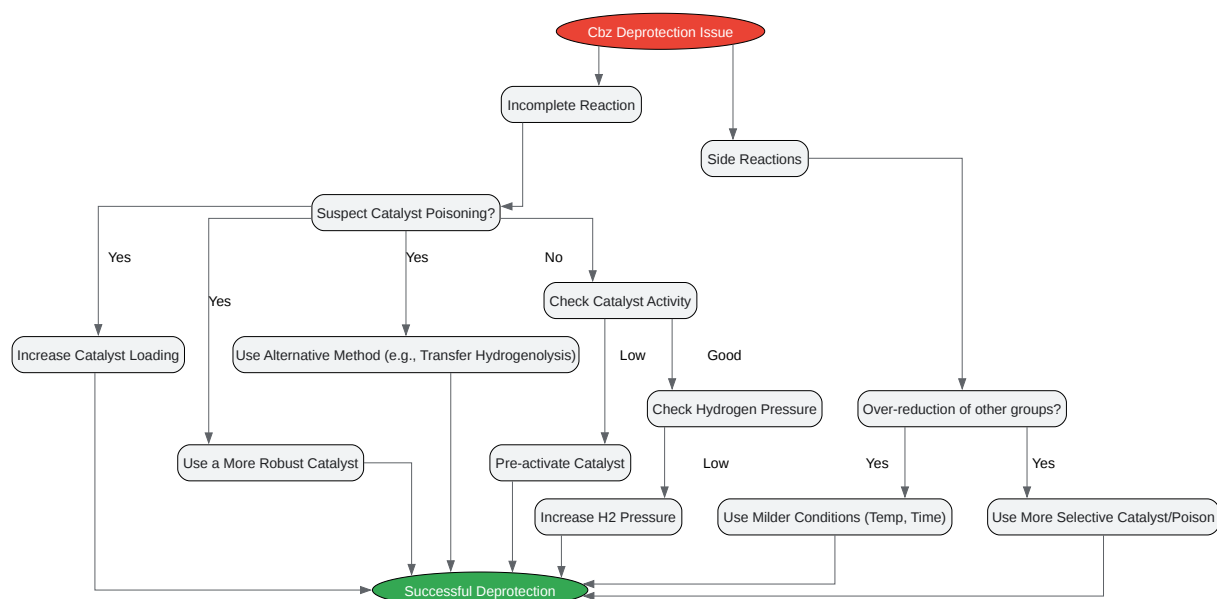 Cbz Deprotection Issue
Incomplete Reaction
Side Reactions
Suspect Catalyst Poisoning?
Yes
Yes
No
Yes
Check Catalyst Activity
Increase Catalyst Loading
Use Alternative Method (e.g., Transfer Hydrogenolysis)
Low
Good
Check Hydrogen Pressure
Over-reduction of other groups?
Use a More Robust Catalyst
Pre-activate Catalyst
Low
Yes
Yes
Increase H2 Pressure
Use Milder Conditions (Temp, Time)
Use More Selective Catalyst/Poison
Successful Deprotection